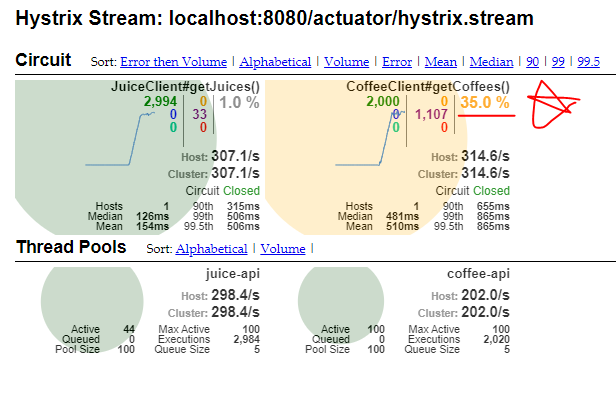 Hystrix Stream: localhost:8080/actuator/hystrix.stream
Circuit Sort: Error then Volume | Alphabetical | Volume | Error | Mean | Median | 90 | 99 | 99.5
JuiceClient#getJuices()
2,994 0 1.0 %
0 33
0 0
Host: 307.1/s
Cluster: 307.1/s
Circuit Closed
Hosts 1 90th 315ms
Median 126ms 99th 506ms
Mean 154ms 99.5th 506ms
CoffeeClient#getCoffees()
2,000 0 35.0 %
0 1,107
0 0
Host: 314.6/s
Cluster: 314.6/s
Circuit Closed
Hosts 1 90th 655ms
Median 481ms 99th 865ms
Mean 510ms 99.5th 865ms
Thread Pools Sort: Alphabetical | Volume |
juice-api
Host: 298.4/s
Cluster: 298.4/s
Active 44 Max Active 100
Queued 0 Executions 2,984
Pool Size 100 Queue Size 5
coffee-api
Host: 202.0/s
Cluster: 202.0/s
Active 100 Max Active 100
Queued 0 Executions 2,020
Pool Size 100 Queue Size 5